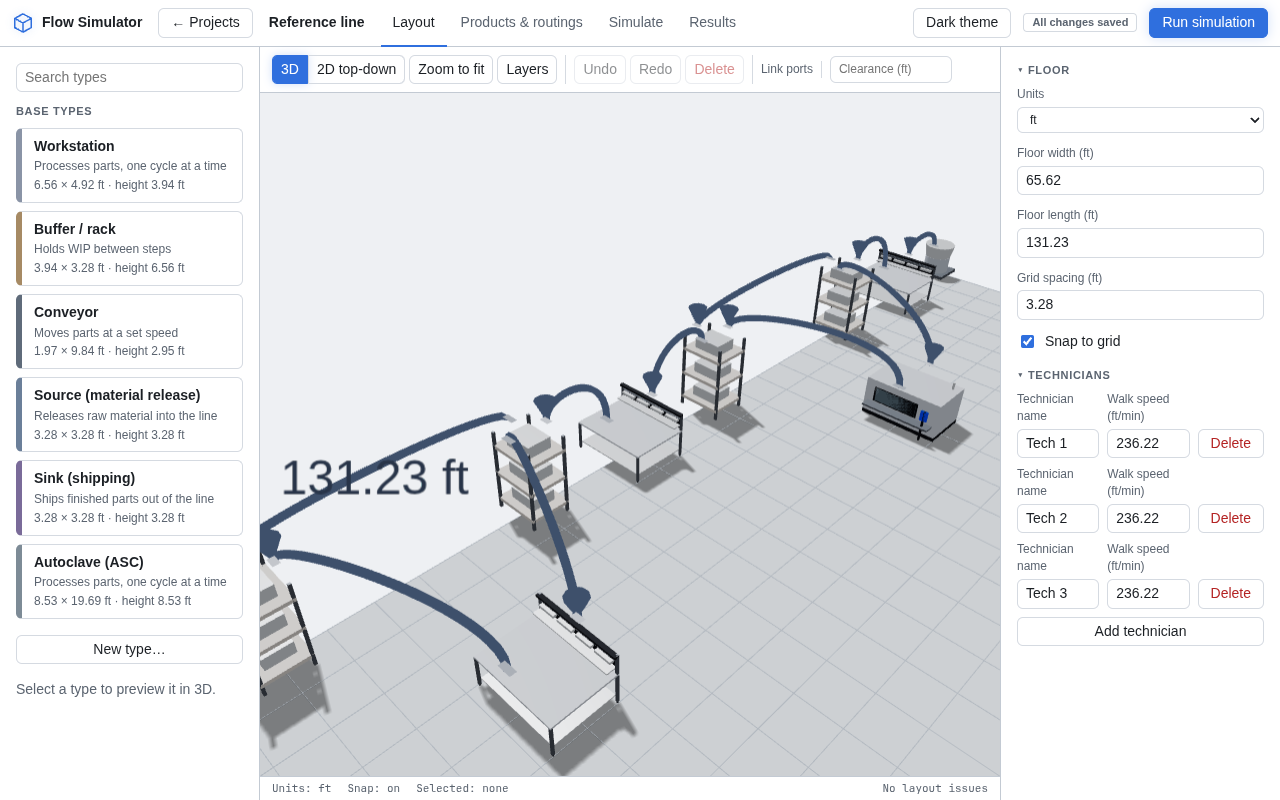 Flow Simulator
← Projects
Reference line
Layout
Products & routings
Simulate
Results
Dark theme
All changes saved
Run simulation
Search types
BASE TYPES
Workstation
Processes parts, one cycle at a time
6.56 × 4.92 ft · height 3.94 ft
Buffer / rack
Holds WIP between steps
3.94 × 3.28 ft · height 6.56 ft
Conveyor
Moves parts at a set speed
1.97 × 9.84 ft · height 2.95 ft
Source (material release)
Releases raw material into the line
3.28 × 3.28 ft · height 3.28 ft
Sink (shipping)
Ships finished parts out of the line
3.28 × 3.28 ft · height 3.28 ft
Autoclave (ASC)
Processes parts, one cycle at a time
8.53 × 19.69 ft · height 8.53 ft
New type…
Select a type to preview it in 3D.
3D
2D top-down
Zoom to fit
Layers
Undo
Redo
Delete
Link ports
Clearance (ft)
131.23 ft
Units: ft
Snap: on
Selected: none
No layout issues
FLOOR
Units
ft
Floor width (ft)
65.62
Floor length (ft)
131.23
Grid spacing (ft)
3.28
Snap to grid
TECHNICIANS
Technician name
Walk speed (ft/min)
Tech 1
236.22
Delete
Technician name
Walk speed (ft/min)
Tech 2
236.22
Delete
Technician name
Walk speed (ft/min)
Tech 3
236.22
Delete
Add technician